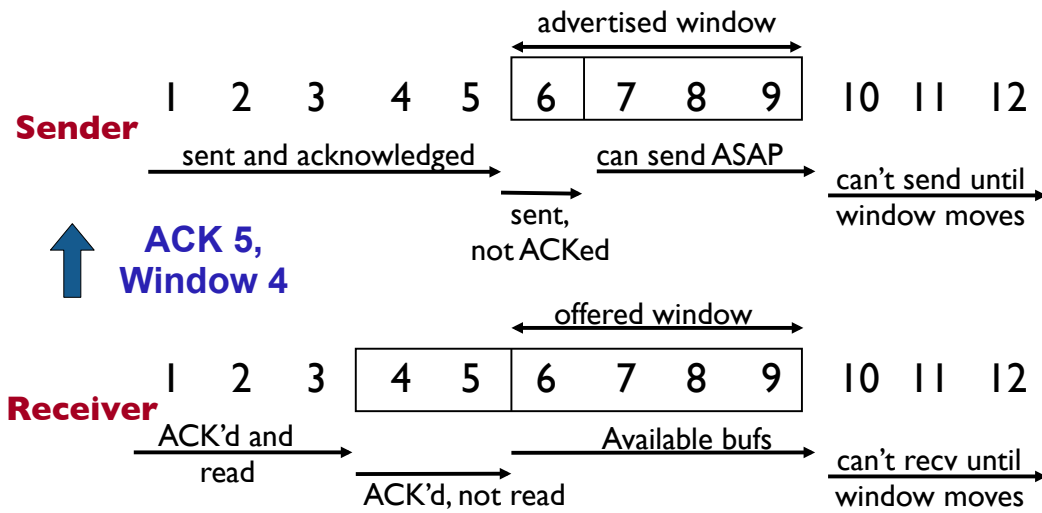 advertised window
1 2 3 4 5 6 7 8 9 10 11 12
Sender
sent and acknowledged
can send ASAP
can't send until
window moves
sent,
not ACKed
ACK 5,
Window 4
offered window
1 2 3 4 5 6 7 8 9 10 11 12
Receiver
ACK'd and
read
Available bufs
ACK'd, not read
can't recv until
window moves